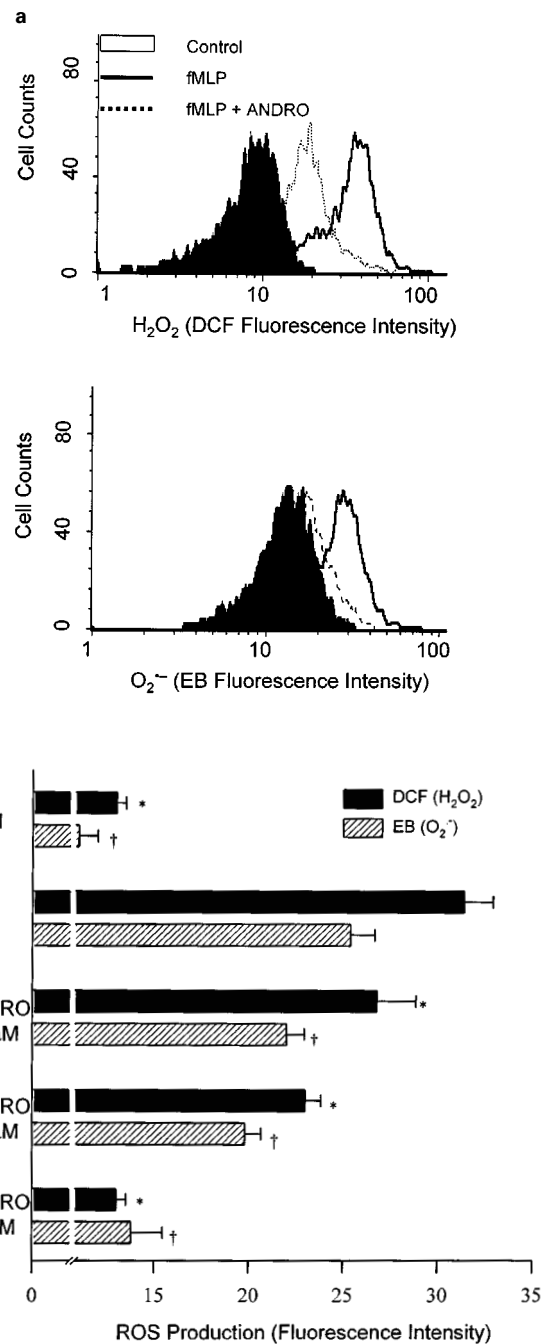 a
Control
fMLP
fMLP + ANDRO
Cell Counts
80
40
0
1 10 100
H₂O₂ (DCF Fluorescence Intensity)
Cell Counts
80
40
0
1 10 100
O₂˙⁻ (EB Fluorescence Intensity)
DCF (H₂O₂)
EB (O₂˙⁻)
*
†
RO *
M †
RO *
M †
RO *
M †
0 15 20 25 30 35
ROS Production (Fluorescence Intensity)